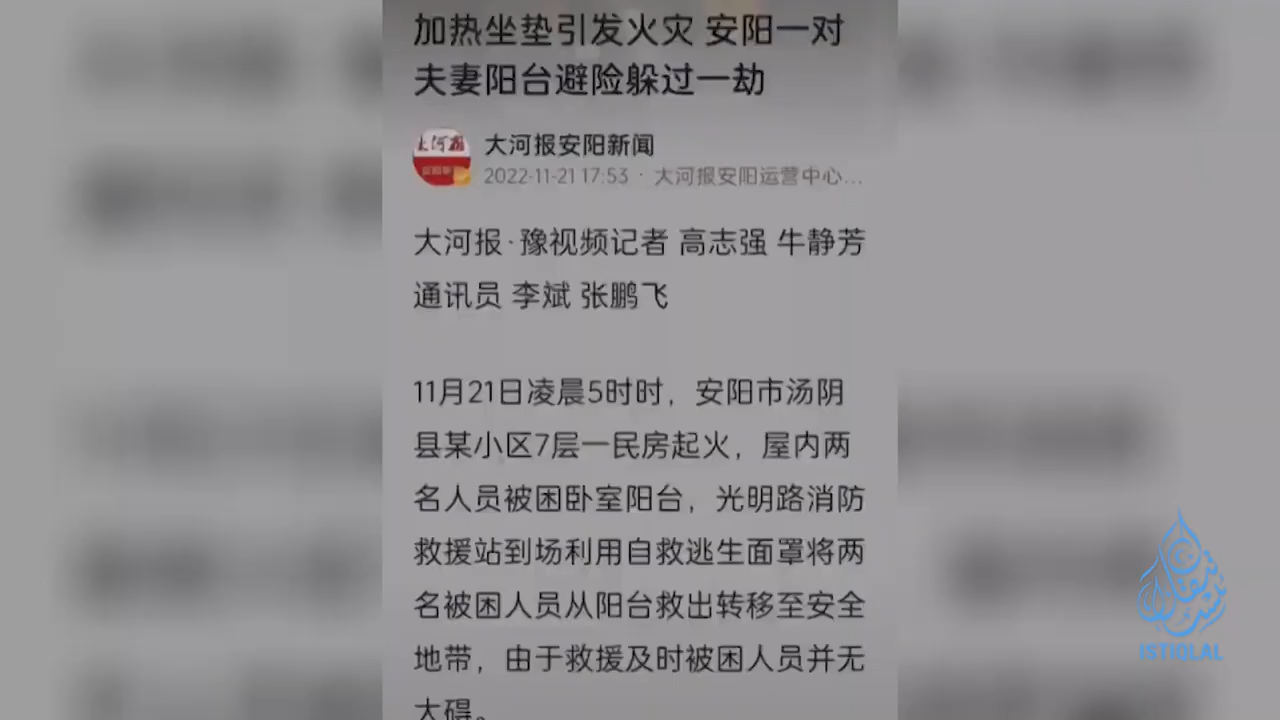 加热坐垫引发火灾 安阳一对
夫妻阳台避险躲过一劫
大河报安阳新闻
2022-11-21 17:53 · 大河报安阳运营中心...
大河报·豫视频记者 高志强 牛静芳
通讯员 李斌 张鹏飞
11月21日凌晨5时时，安阳市汤阴
县某小区7层一民房起火，屋内两
名人员被困卧室阳台，光明路消防
救援站到场利用自救逃生面罩将两
名被困人员从阳台救出转移至安全
地带，由于救援及时被困人员并无
大碍。
ISTIQLAL